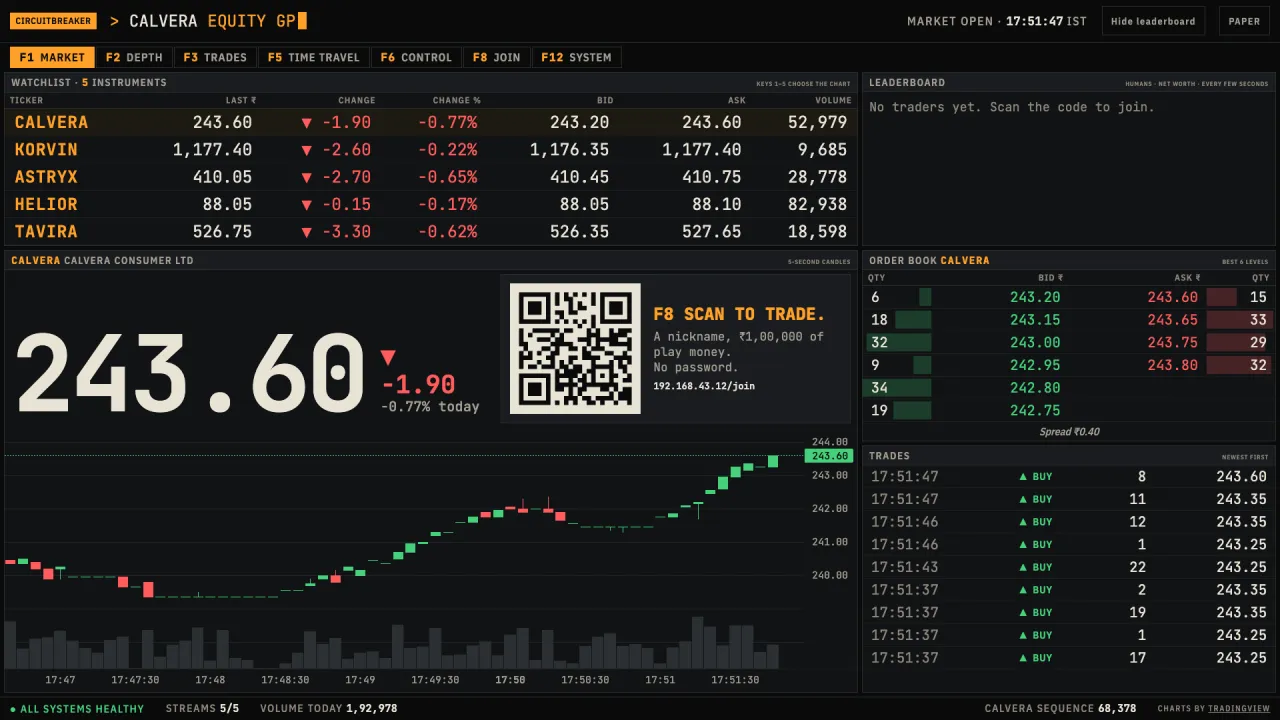 CIRCUITBREAKER > CALVERA EQUITY GP MARKET OPEN · 17:51:47 IST Hide leaderboard PAPER
F1 MARKET F2 DEPTH F3 TRADES F5 TIME TRAVEL F6 CONTROL F8 JOIN F12 SYSTEM
WATCHLIST · 5 INSTRUMENTS KEYS 1–5 CHOOSE THE CHART
TICKER LAST ₹ CHANGE CHANGE % BID ASK VOLUME
CALVERA 243.60 ▼ -1.90 -0.77% 243.20 243.60 52,979
KORVIN 1,177.40 ▼ -2.60 -0.22% 1,176.35 1,177.40 9,685
ASTRYX 410.05 ▼ -2.70 -0.65% 410.45 410.75 28,778
HELIOR 88.05 ▼ -0.15 -0.17% 88.05 88.10 82,938
TAVIRA 526.75 ▼ -3.30 -0.62% 526.35 527.65 18,598
LEADERBOARD HUMANS · NET WORTH · EVERY FEW SECONDS
No traders yet. Scan the code to join.
CALVERA CALVERA CONSUMER LTD 5-SECOND CANDLES
243.60 ▼ -1.90
-0.77% today
F8 SCAN TO TRADE.
A nickname, ₹1,00,000 of
play money.
No password.
192.168.43.12/join
244.00
243.60
243.00
242.00
241.00
240.00
17:47 17:47:30 17:48 17:48:30 17:49 17:49:30 17:50 17:50:30 17:51 17:51:30
ORDER BOOK CALVERA BEST 6 LEVELS
QTY BID ₹ ASK ₹ QTY
6 243.20 243.60 15
18 243.15 243.65 33
32 243.00 243.75 29
9 242.95 243.80 32
34 242.80
19 242.75
Spread ₹0.40
TRADES NEWEST FIRST
17:51:47 ▲ BUY 8 243.60
17:51:47 ▲ BUY 11 243.35
17:51:46 ▲ BUY 12 243.35
17:51:46 ▲ BUY 1 243.25
17:51:43 ▲ BUY 22 243.25
17:51:37 ▲ BUY 2 243.35
17:51:37 ▲ BUY 19 243.35
17:51:37 ▲ BUY 1 243.25
17:51:37 ▲ BUY 17 243.25
● ALL SYSTEMS HEALTHY STREAMS 5/5 VOLUME TODAY 1,92,978 CALVERA SEQUENCE 68,378 CHARTS BY TRADINGVIEW